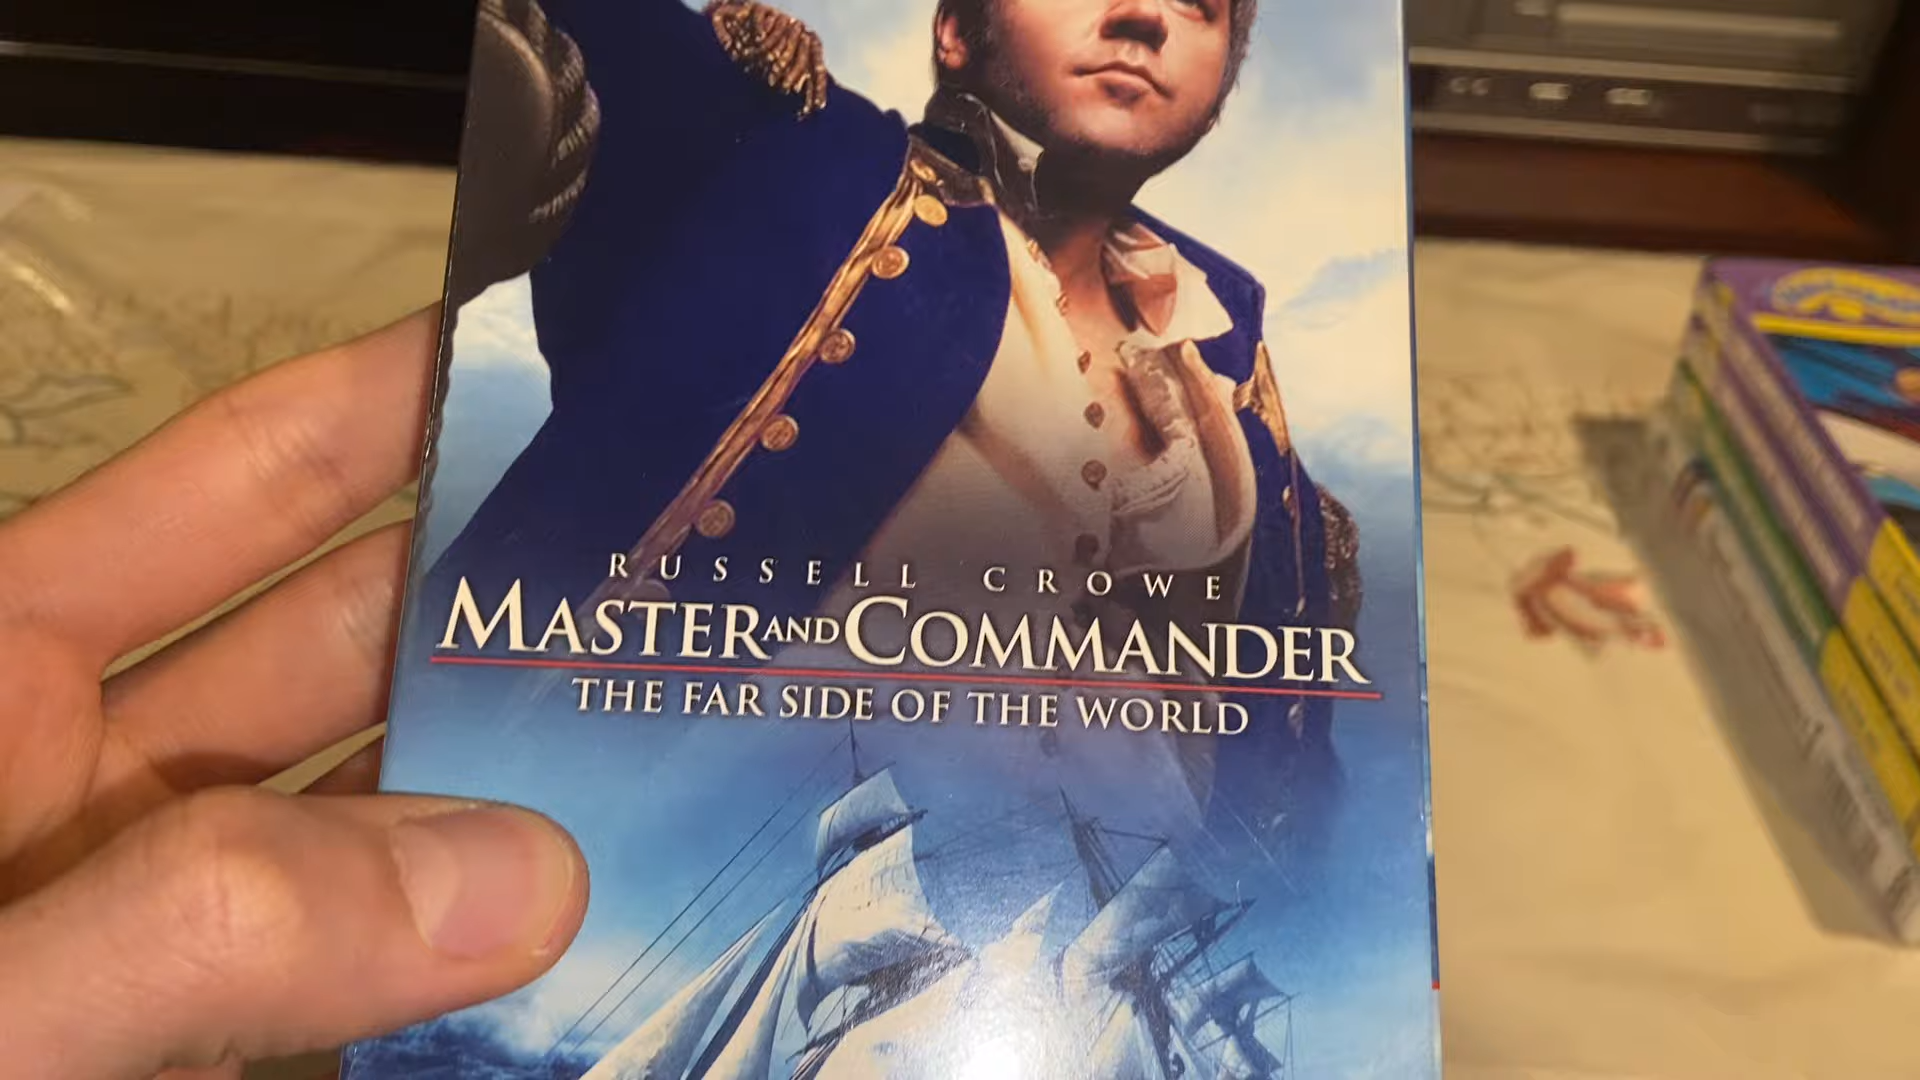 RUSSELL CROWE
MASTER AND COMMANDER
THE FAR SIDE OF THE WORLD